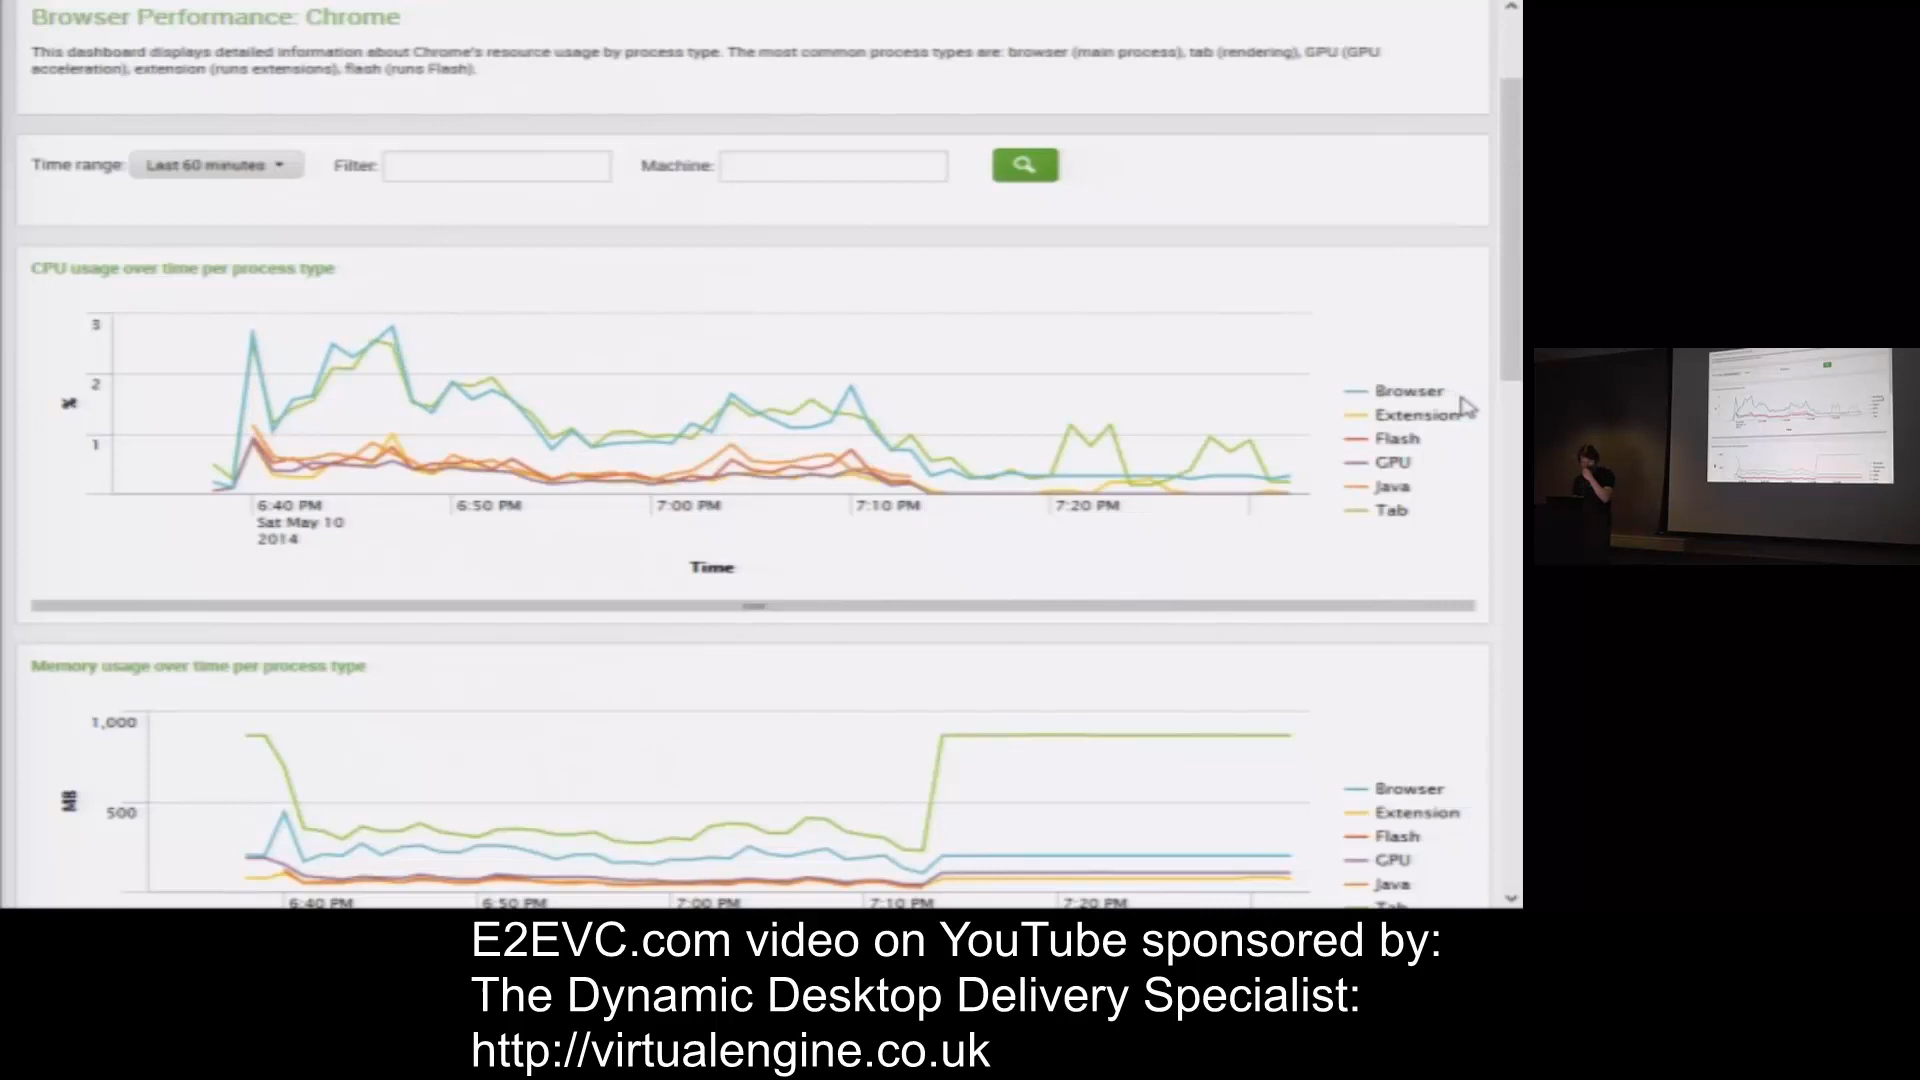 Browser Performance: Chrome
This dashboard displays detailed information about Chrome's resource usage by process type. The most common process types are: browser (main process), tab (rendering), GPU (GPU
acceleration), extension (runs extensions), flash (runs Flash).
Time range: Last 60 minutes Filter: Machine:
CPU usage over time per process type
3
2
%
1
Browser
Extension
Flash
GPU
Java
Tab
6:40 PM 6:50 PM 7:00 PM 7:10 PM 7:20 PM
Sat May 10
2014
Time
Memory usage over time per process type
1,000
MB
500
Browser
Extension
Flash
GPU
Java
Tab
6:40 PM 6:50 PM 7:00 PM 7:10 PM 7:20 PM
E2EVC.com video on YouTube sponsored by:
The Dynamic Desktop Delivery Specialist:
http://virtualengine.co.uk